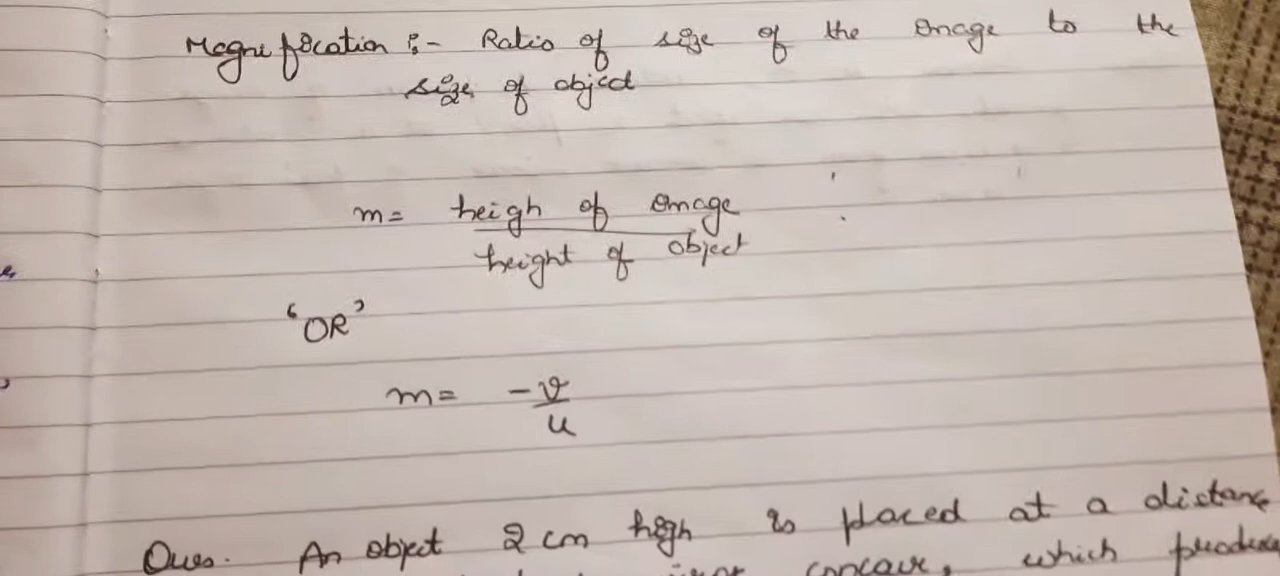 Magnification :- Ratio of size of the image to the
size of object
m = heigh of image
height of object
'OR'
m = -v
u
Ques. An object 2 cm high is placed at a distance
concave, which produces